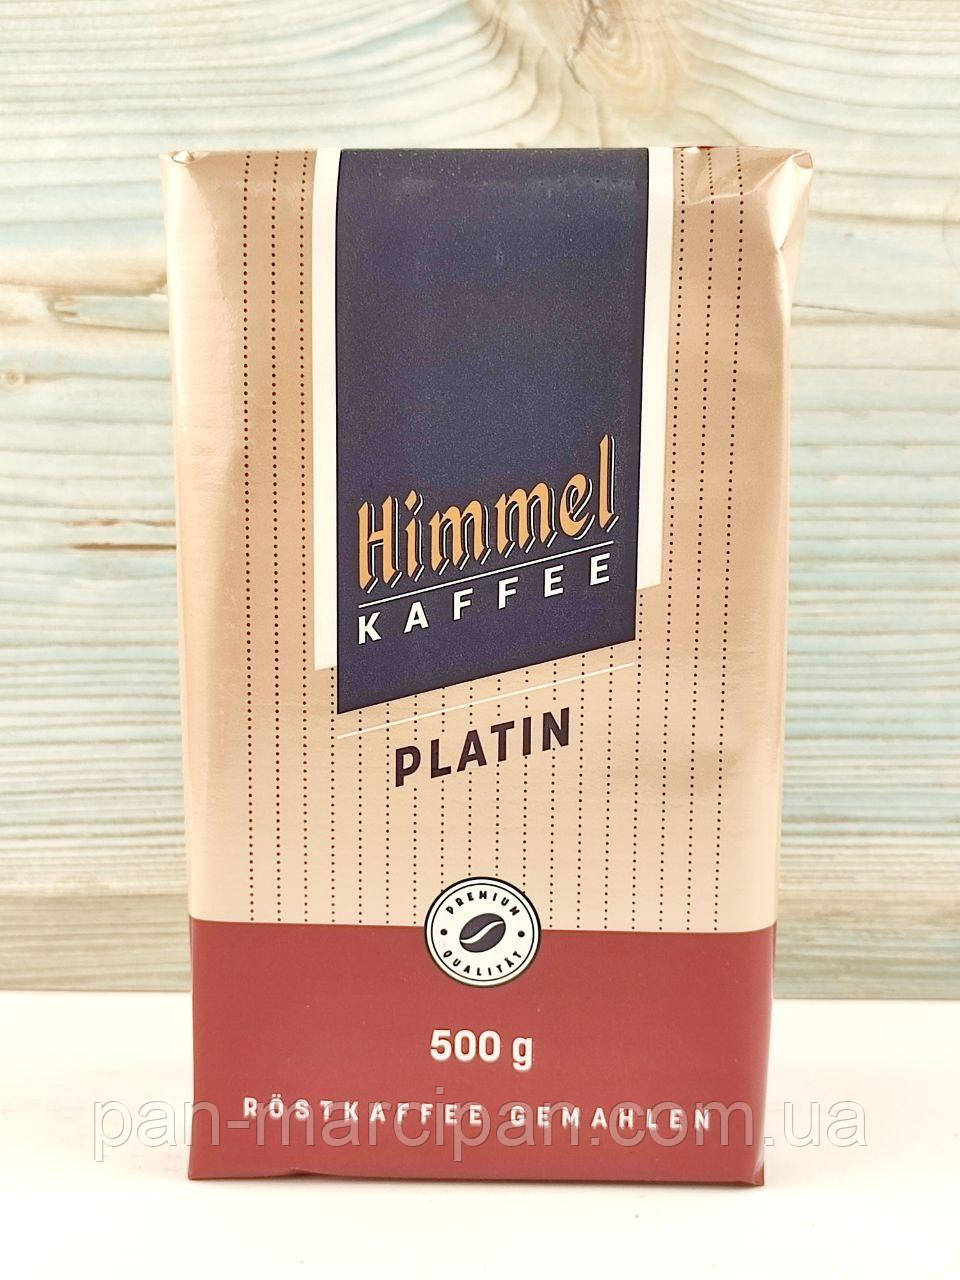 Himmel
KAFFEE
PLATIN
PREMIUM
QUALITÄT
500 g
RÖSTKAFFEE GEMAHLEN
pan-marcipan.com.ua